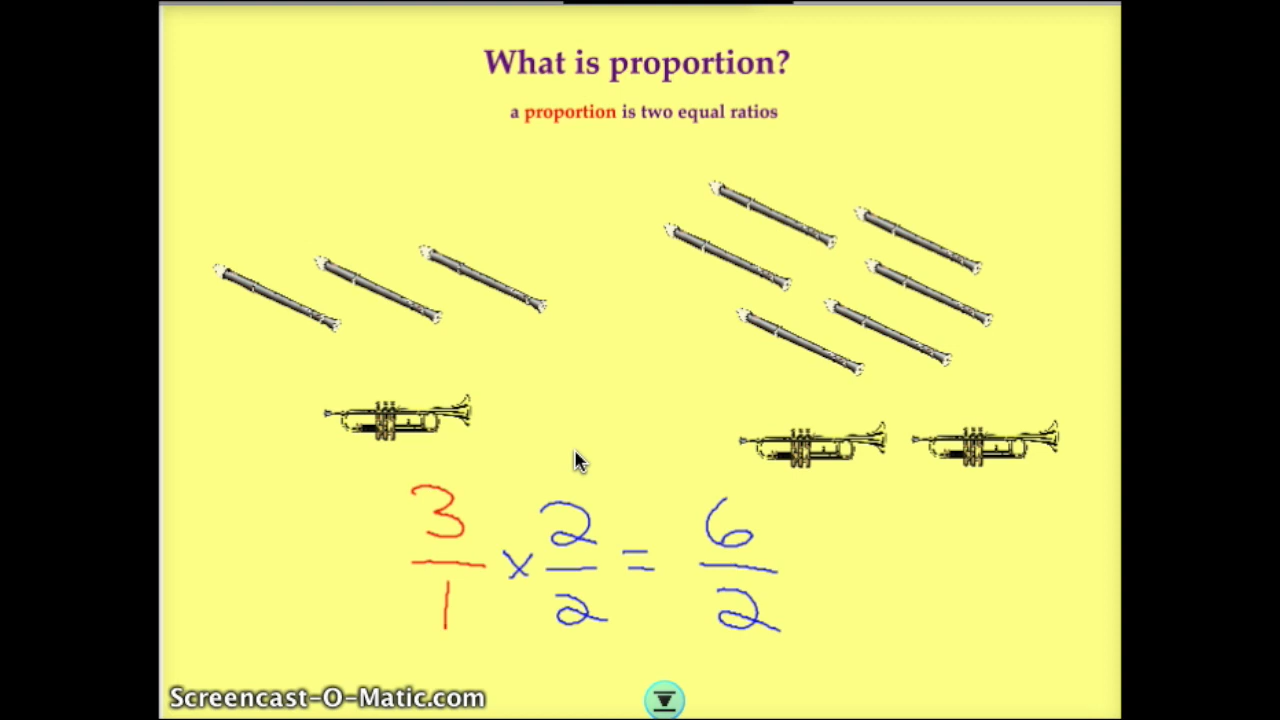 What is proportion?
a proportion is two equal ratios
3/1 x 2/2 = 6/2
Screencast-O-Matic.com